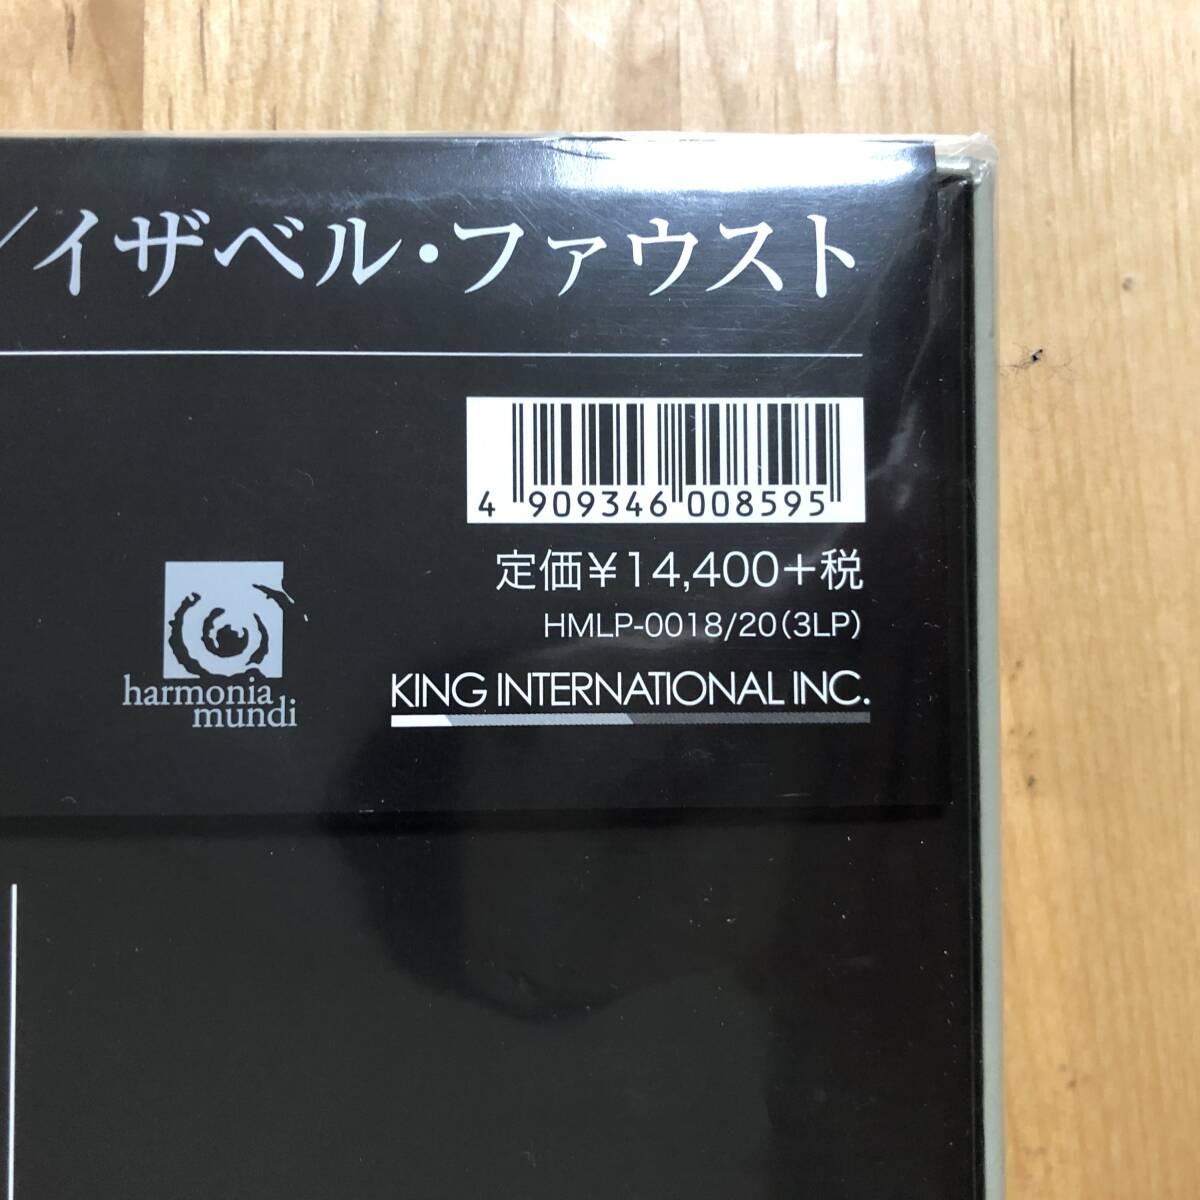 ／イザベル・ファウスト
4 909346 008595
定価¥14,400+税
HMLP-0018/20(3LP)
harmonia
mundi
KING INTERNATIONAL INC.